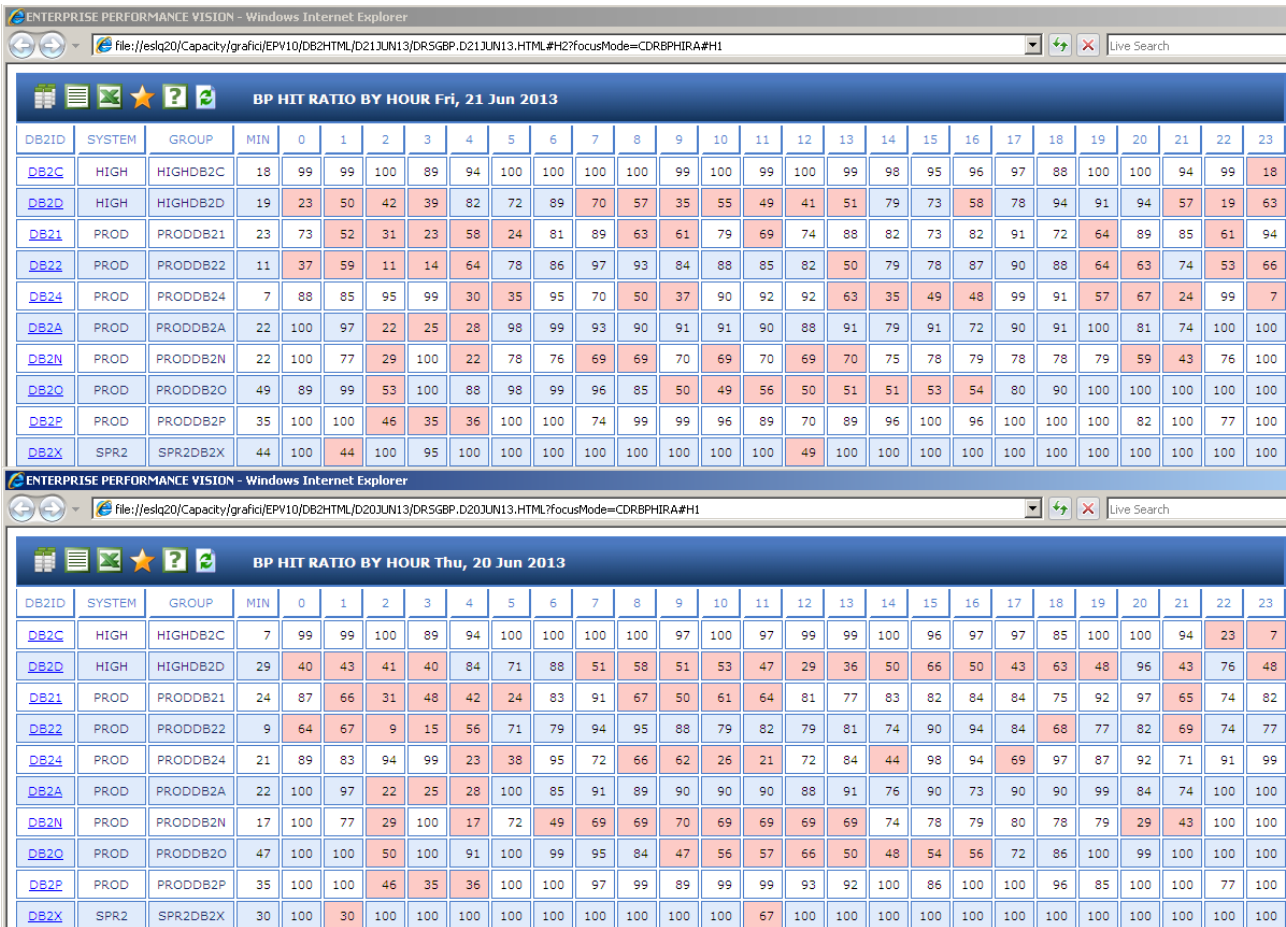 ENTERPRISE PERFORMANCE VISION - Windows Internet Explorer
file://eslq20/Capacity/grafici/EPV10/DB2HTML/D21JUN13/DRSGBP.D21JUN13.HTML#H2?focusMode=CDRBPHIRA#H1 Live Search
BP HIT RATIO BY HOUR Fri, 21 Jun 2013
DB2ID SYSTEM GROUP MIN 0 1 2 3 4 5 6 7 8 9 10 11 12 13 14 15 16 17 18 19 20 21 22 23
DB2C HIGH HIGHDB2C 18 99 99 100 89 94 100 100 100 100 99 100 99 100 99 98 95 96 97 88 100 100 94 99 18
DB2D HIGH HIGHDB2D 19 23 50 42 39 82 72 89 70 57 35 55 49 41 51 79 73 58 78 94 91 94 57 19 63
DB21 PROD PRODDB21 23 73 52 31 23 58 24 81 89 63 61 79 69 74 88 82 73 82 91 72 64 89 85 61 94
DB22 PROD PRODDB22 11 37 59 11 14 64 78 86 97 93 84 88 85 82 50 79 78 87 90 88 64 63 74 53 66
DB24 PROD PRODDB24 7 88 85 95 99 30 35 95 70 50 37 90 92 92 63 35 49 48 99 91 57 67 24 99 7
DB2A PROD PRODDB2A 22 100 97 22 25 28 98 99 93 90 91 91 90 88 91 79 91 72 90 91 100 81 74 100 100
DB2N PROD PRODDB2N 22 100 77 29 100 22 78 76 69 69 70 69 70 69 70 75 78 79 78 78 79 59 43 76 100
DB2O PROD PRODDB2O 49 89 99 53 100 88 98 99 96 85 50 49 56 50 51 51 53 54 80 90 100 100 100 100 100
DB2P PROD PRODDB2P 35 100 100 46 35 36 100 100 74 99 99 96 89 70 89 96 100 96 100 100 100 82 100 77 100
DB2X SPR2 SPR2DB2X 44 100 44 100 95 100 100 100 100 100 100 100 100 49 100 100 100 100 100 100 100 100 100 100 100
ENTERPRISE PERFORMANCE VISION - Windows Internet Explorer
file://eslq20/Capacity/grafici/EPV10/DB2HTML/D20JUN13/DRSGBP.D20JUN13.HTML?focusMode=CDRBPHIRA#H1 Live Search
BP HIT RATIO BY HOUR Thu, 20 Jun 2013
DB2ID SYSTEM GROUP MIN 0 1 2 3 4 5 6 7 8 9 10 11 12 13 14 15 16 17 18 19 20 21 22 23
DB2C HIGH HIGHDB2C 7 99 99 100 89 94 100 100 100 100 97 100 97 99 99 100 96 97 97 85 100 100 94 23 7
DB2D HIGH HIGHDB2D 29 40 43 41 40 84 71 88 51 58 51 53 47 29 36 50 66 50 43 63 48 96 43 76 48
DB21 PROD PRODDB21 24 87 66 31 48 42 24 83 91 67 50 61 64 81 77 83 82 84 84 75 92 97 65 74 82
DB22 PROD PRODDB22 9 64 67 9 15 56 71 79 94 95 88 79 82 79 81 74 90 94 84 68 77 82 69 74 77
DB24 PROD PRODDB24 21 89 83 94 99 23 38 95 72 66 62 26 21 72 84 44 98 94 69 97 87 92 71 91 99
DB2A PROD PRODDB2A 22 100 97 22 25 28 100 85 91 89 90 90 90 88 91 76 90 73 90 90 99 84 74 100 100
DB2N PROD PRODDB2N 17 100 77 29 100 17 72 49 69 69 70 69 69 69 69 74 78 79 80 78 79 29 43 100 100
DB2O PROD PRODDB2O 47 100 100 50 100 91 100 99 95 84 47 56 57 66 50 48 54 56 72 86 100 99 100 100 100
DB2P PROD PRODDB2P 35 100 100 46 35 36 100 100 97 99 89 99 99 93 92 100 86 100 100 96 85 100 100 77 100
DB2X SPR2 SPR2DB2X 30 100 30 100 100 100 100 100 100 100 100 100 67 100 100 100 100 100 100 100 100 100 100 100 100